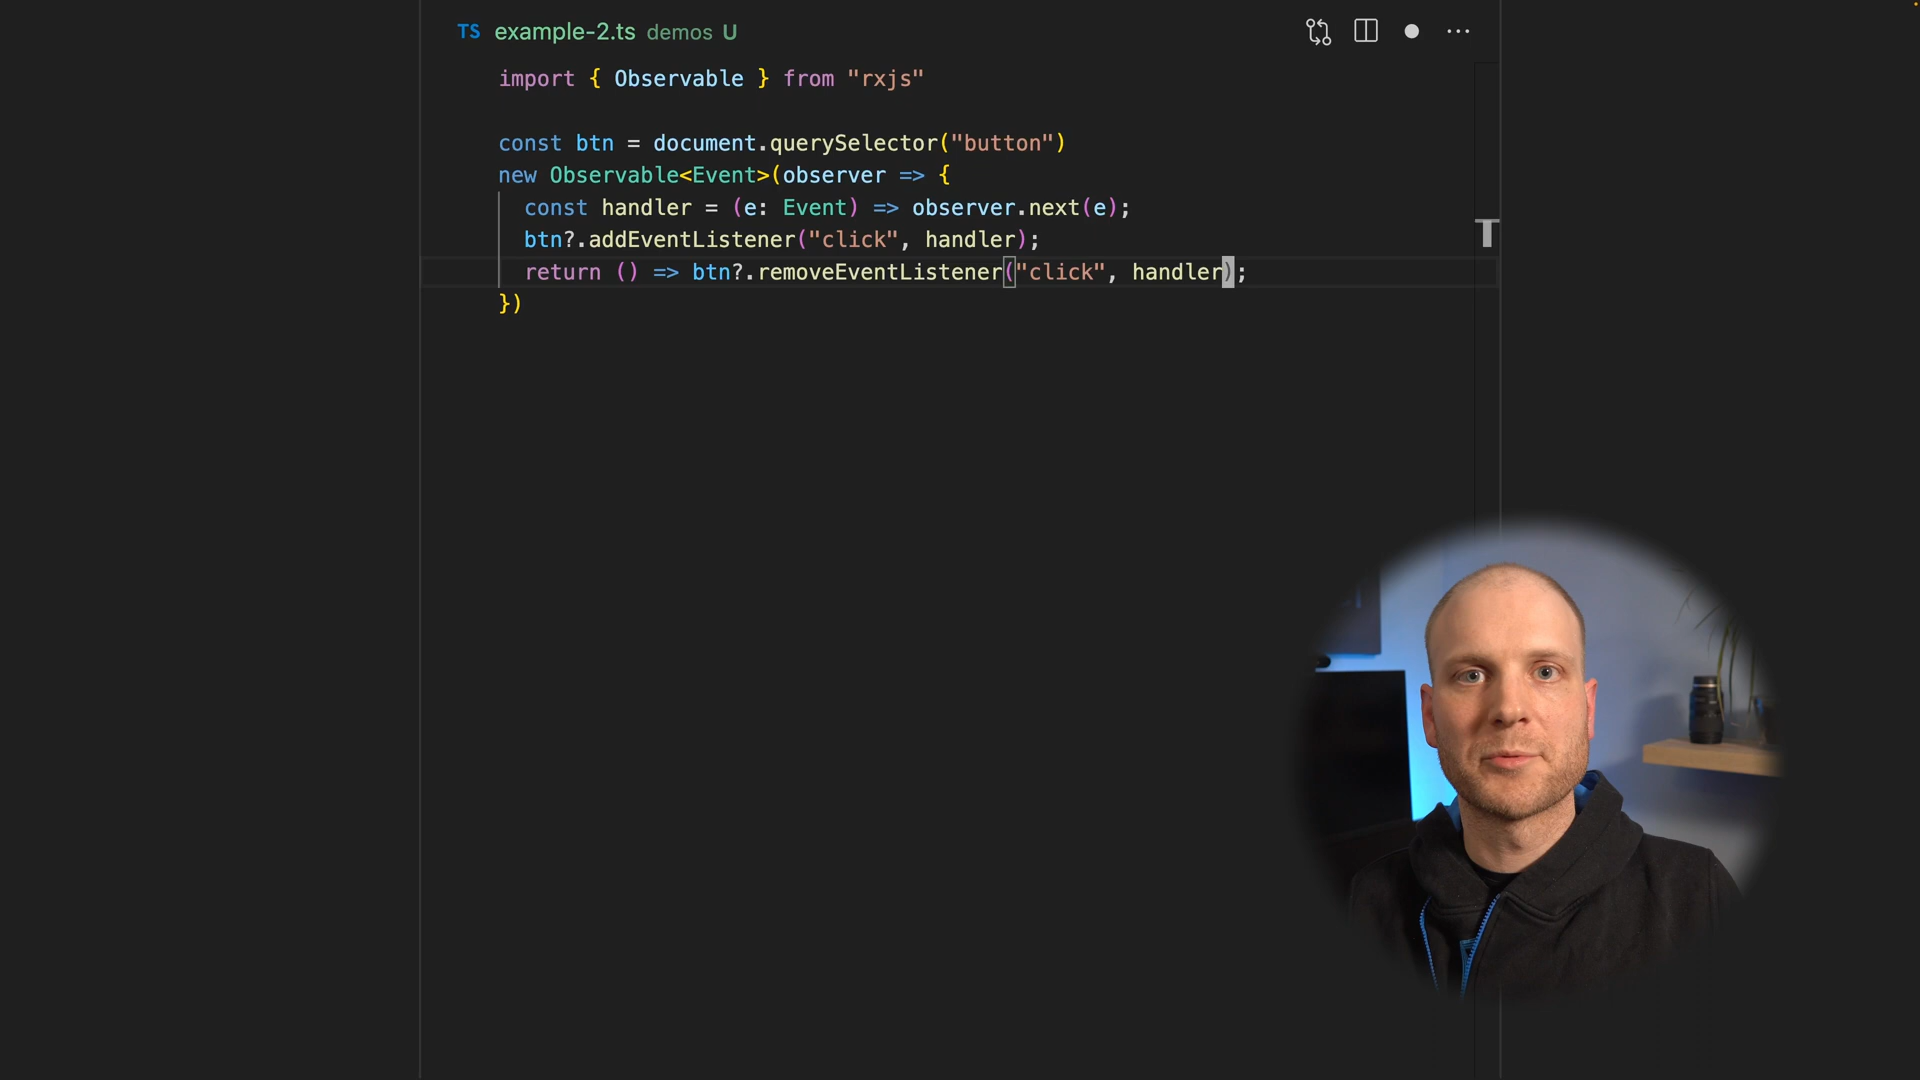 TS example-2.ts demos U
import { Observable } from "rxjs"
const btn = document.querySelector("button")
new Observable<Event>(observer => {
const handler = (e: Event) => observer.next(e);
btn?.addEventListener("click", handler);
return () => btn?.removeEventListener("click", handler);
})